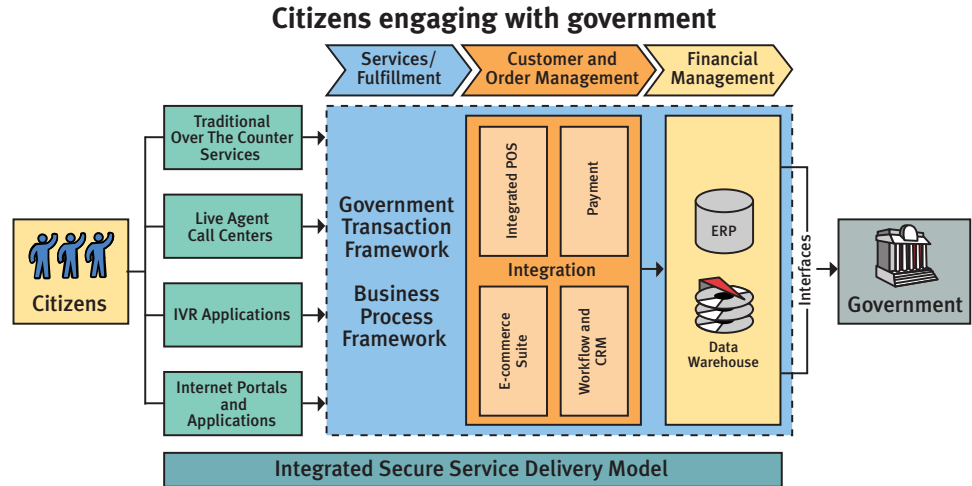 Citizens engaging with government
Services/
Fulfillment
Customer and
Order Management
Financial
Management
Traditional
Over The Counter
Services
Live Agent
Call Centers
IVR Applications
Internet Portals
and
Applications
Citizens
Government
Transaction
Framework
Business
Process
Framework
Integrated POS
Payment
Integration
E-commerce
Suite
Workflow and
CRM
ERP
Data
Warehouse
Interfaces
Government
Integrated Secure Service Delivery Model